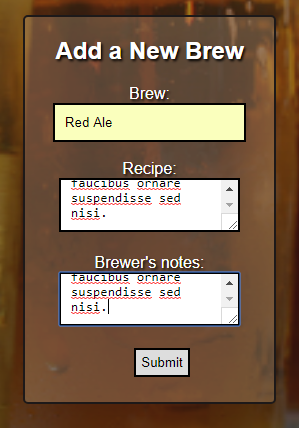 Add a New Brew
Brew:
Red Ale
Recipe:
faucibus ornare
suspendisse sed
nisi.
Brewer's notes:
faucibus ornare
suspendisse sed
nisi.
Submit